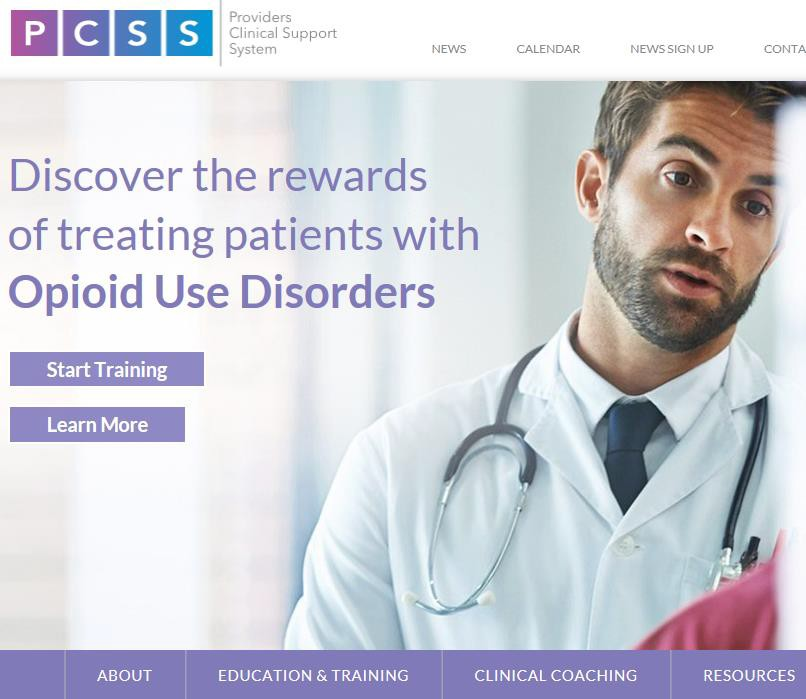 P C S S
Providers
Clinical Support
System
NEWS
CALENDAR
NEWS SIGN UP
CONTA
Discover the rewards
of treating patients with
Opioid Use Disorders
Start Training
Learn More
ABOUT
EDUCATION & TRAINING
CLINICAL COACHING
RESOURCES